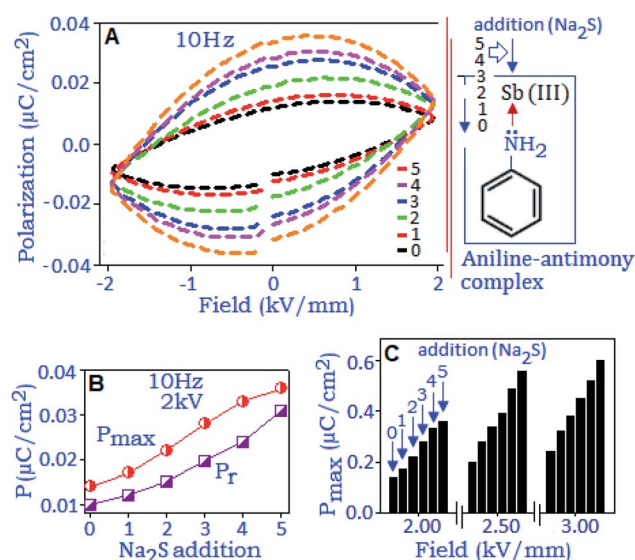 A
10Hz
Polarization (μC/cm²)
0.04
0.02
0.0
-0.02
-0.04
-2
-1
0
1
2
Field (kV/mm)
5
4
3
2
1
0
addition (Na₂S)
5
4
3
2
1
0
Sb (III)
N̈H₂
Aniline-antimony
complex
B
10Hz
2kV
P (μC/cm²)
0.04
0.03
0.02
0.01
Pmax
Pr
0 1 2 3 4 5
Na₂S addition
C
addition (Na₂S)
Pmax (μC/cm²)
0.6
0.4
0.2
0.0
0
1
2
3
4
5
2.00
2.50
3.00
Field (kV/mm)